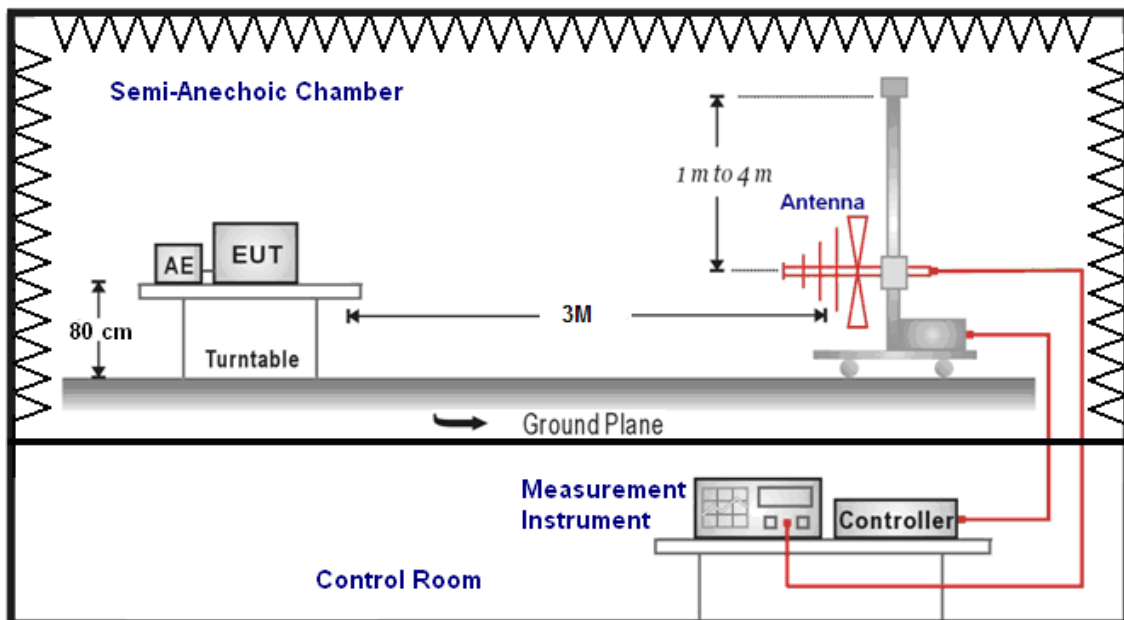 Semi-Anechoic Chamber
1 m to 4 m
Antenna
AE
EUT
80 cm
3M
Turntable
Ground Plane
Measurement
Instrument
Controller
Control Room